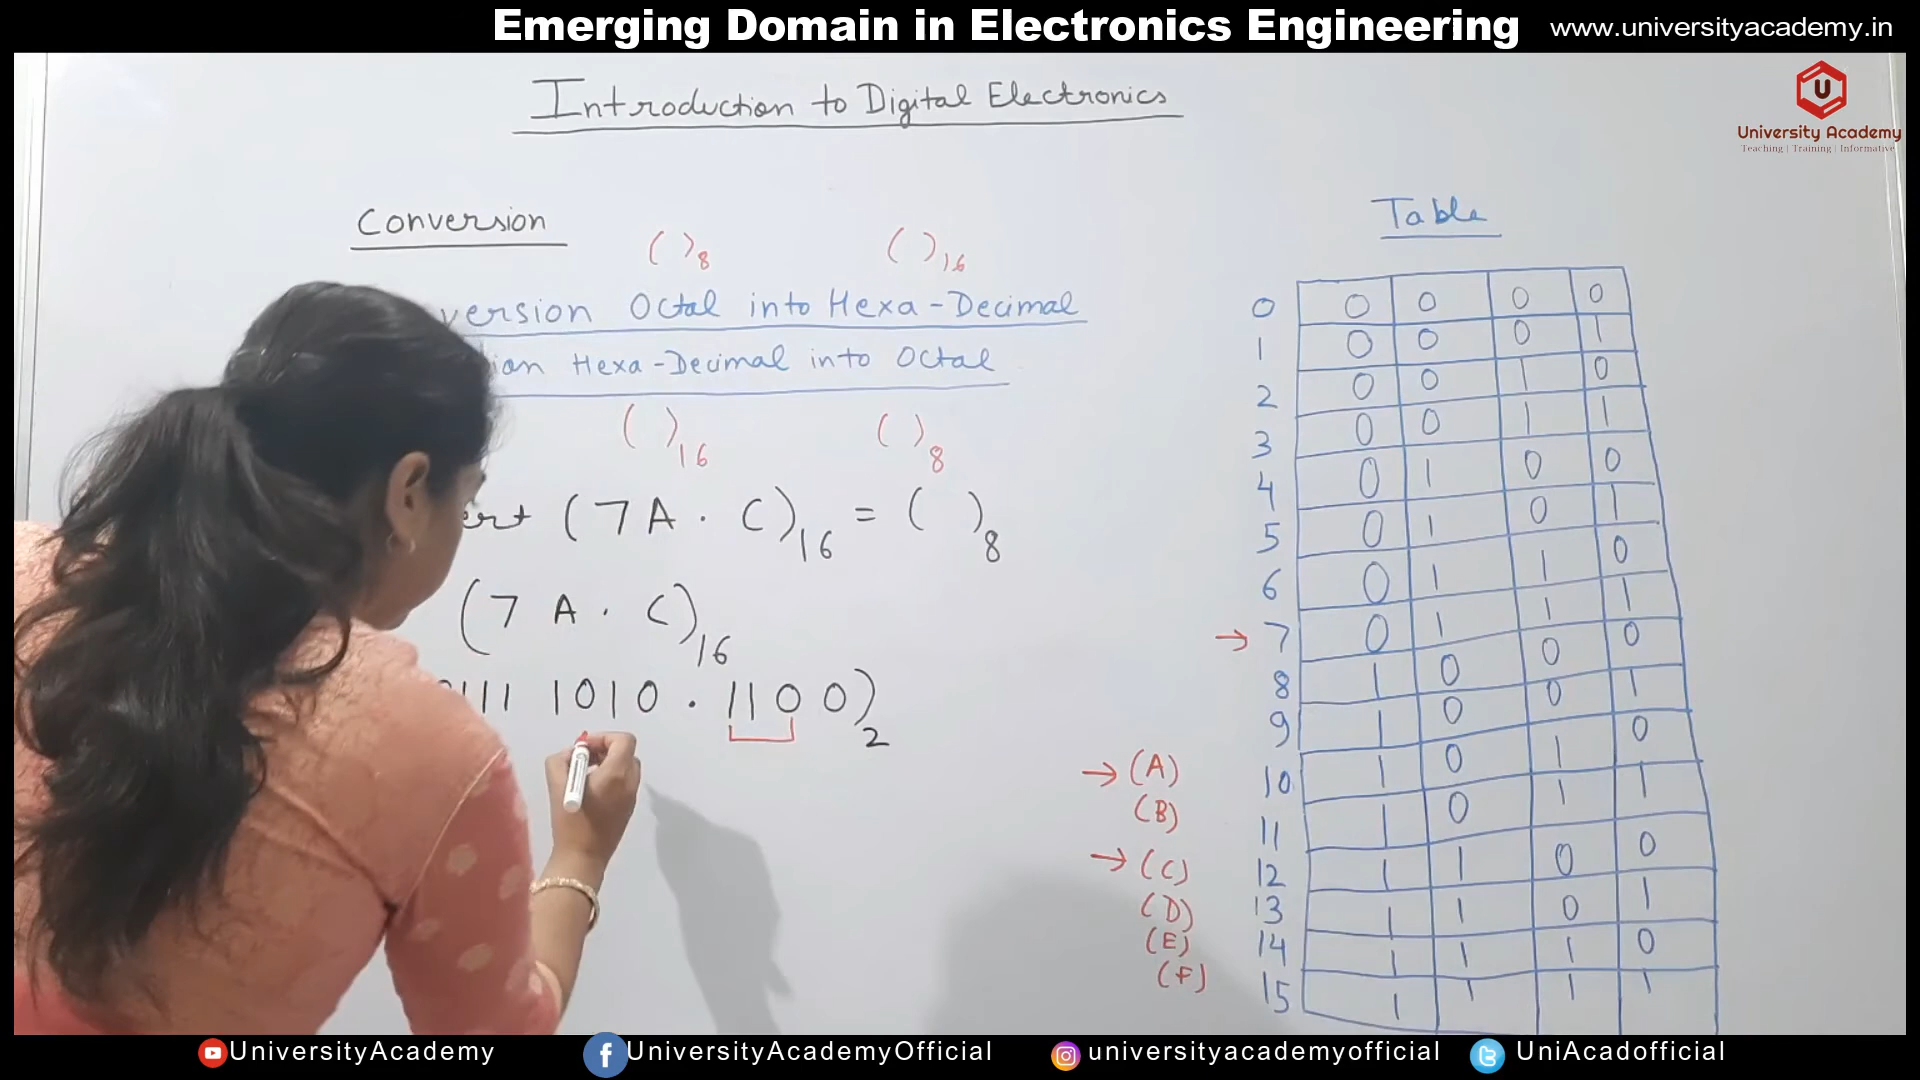 Emerging Domain in Electronics Engineering www.universityacademy.in
Introduction to Digital Electronics
U
University Academy
Teaching | Training | Informative
Conversion
( )8 ( )16
version Octal into Hexa-Decimal
ion Hexa-Decimal into Octal
( )16 ( )8
ert (7A · C)16 = ( )8
(7 A · C)16
111 1010 . 1100)2
Table
0 0 0 0 0
1 0 0 0 1
2 0 0 1 0
3 0 0 1 1
4 0 1 0 0
5 0 1 0 1
6 0 1 1 0
→ 7 0 1 1 1
8 1 0 0 0
9 1 0 0 1
→ (A) 10 1 0 1 0
(B) 11 1 0 1 1
→ (C) 12 1 1 0 0
(D) 13 1 1 0 1
(E) 14 1 1 1 0
(F) 15 1 1 1 1
UniversityAcademy UniversityAcademyOfficial universityacademyofficial UniAcadofficial